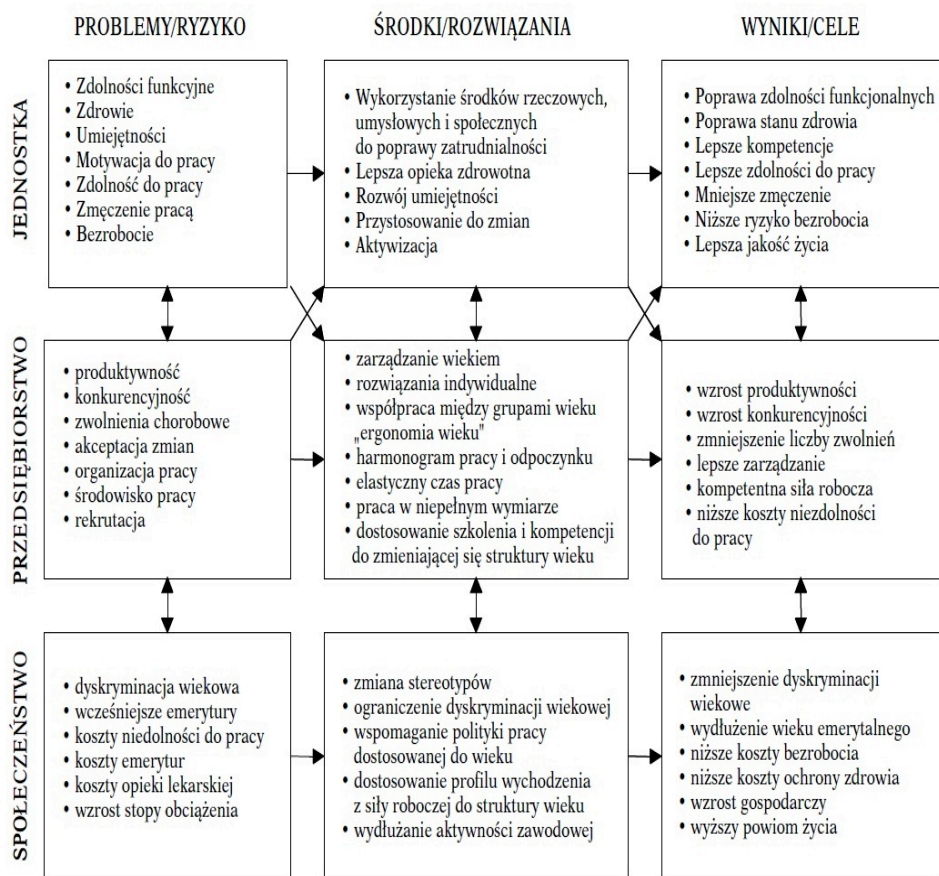 PROBLEMY/RYZYKO
ŚRODKI/ROZWIĄZANIA
WYNIKI/CELE
JEDNOSTKA
• Zdolności funkcyjne
• Zdrowie
• Umiejętności
• Motywacja do pracy
• Zdolność do pracy
• Zmęczenie pracą
• Bezrobocie
• Wykorzystanie środków rzeczowych,
umysłowych i społecznych
do poprawy zatrudnialności
• Lepsza opieka zdrowotna
• Rozwój umiejętności
• Przystosowanie do zmian
• Aktywizacja
• Poprawa zdolności funkcjonalnych
• Poprawa stanu zdrowia
• Lepsze kompetencje
• Lepsze zdolności do pracy
• Mniejsze zmęczenie
• Niższe ryzyko bezrobocia
• Lepsza jakość życia
PRZEDSIĘBIORSTWO
• produktywność
• konkurencyjność
• zwolnienia chorobowe
• akceptacja zmian
• organizacja pracy
• środowisko pracy
• rekrutacja
• zarządzanie wiekiem
• rozwiązania indywidualne
• współpraca między grupami wieku
„ergonomia wieku"
• harmonogram pracy i odpoczynku
• elastyczny czas pracy
• praca w niepełnym wymiarze
• dostosowanie szkolenia i kompetencji
do zmieniającej się struktury wieku
• wzrost produktywności
• wzrost konkurencyjności
• zmniejszenie liczby zwolnień
• lepsze zarządzanie
• kompetentna siła robocza
• niższe koszty niezdolności
do pracy
SPOŁECZEŃSTWO
• dyskryminacja wiekowa
• wcześniejsze emerytury
• koszty niedolności do pracy
• koszty emerytur
• koszty opieki lekarskiej
• wzrost stopy obciążenia
• zmiana stereotypów
• ograniczenie dyskryminacji wiekowej
• wspomaganie polityki pracy
dostosowanej do wieku
• dostosowanie profilu wychodzenia
z siły roboczej do struktury wieku
• wydłużanie aktywności zawodowej
• zmniejszenie dyskryminacji
wiekowe
• wydłużenie wieku emerytalnego
• niższe koszty bezrobocia
• niższe koszty ochrony zdrowia
• wzrost gospodarczy
• wyższy powiom życia